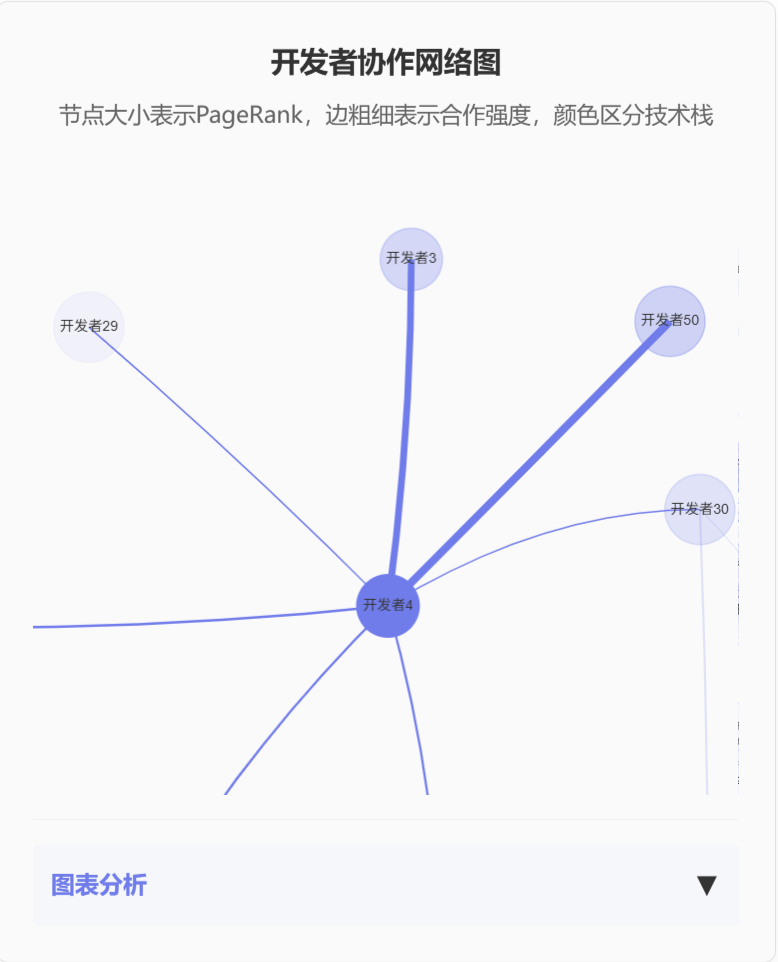 开发者协作网络图
节点大小表示PageRank，边粗细表示合作强度，颜色区分技术栈
开发者3
开发者50
开发者29
开发者30
开发者4
图表分析
▼